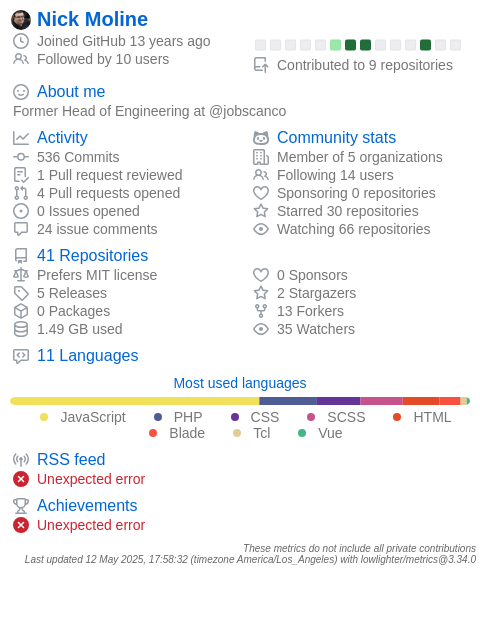 Nick Moline
Joined GitHub 13 years ago
Followed by 10 users
Contributed to 9 repositories
About me
Former Head of Engineering at @jobscanco
Activity
536 Commits
1 Pull request reviewed
4 Pull requests opened
0 Issues opened
24 issue comments
Community stats
Member of 5 organizations
Following 14 users
Sponsoring 0 repositories
Starred 30 repositories
Watching 66 repositories
41 Repositories
Prefers MIT license
5 Releases
0 Packages
1.49 GB used
0 Sponsors
2 Stargazers
13 Forkers
35 Watchers
11 Languages
Most used languages
JavaScript PHP CSS SCSS HTML
Blade Tcl Vue
RSS feed
Unexpected error
Achievements
Unexpected error
These metrics do not include all private contributions
Last updated 12 May 2025, 17:58:32 (timezone America/Los_Angeles) with lowlighter/metrics@3.34.0